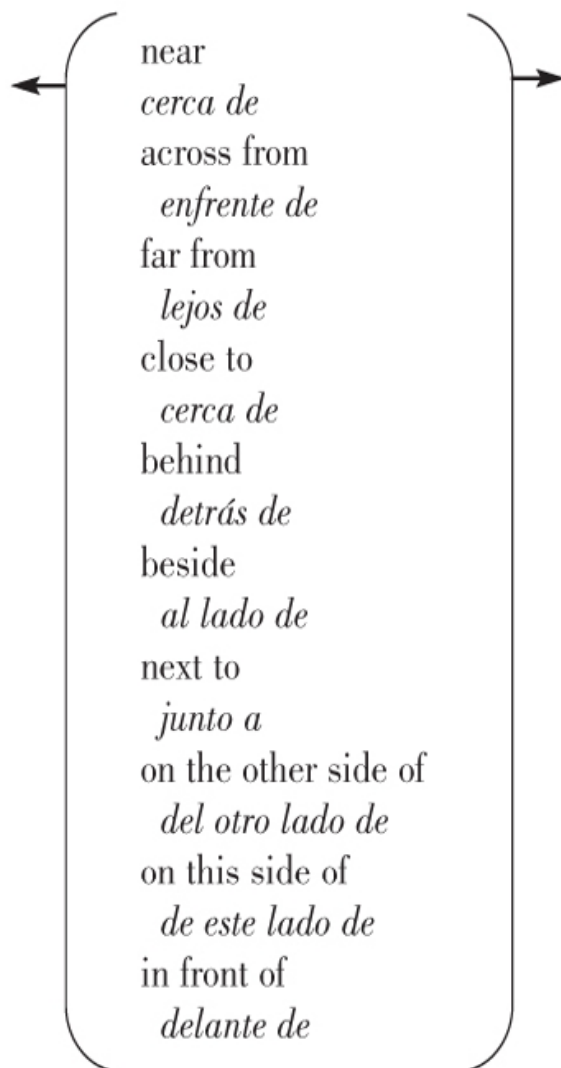 near
cerca de
across from
enfrente de
far from
lejos de
close to
cerca de
behind
detrás de
beside
al lado de
next to
junto a
on the other side of
del otro lado de
on this side of
de este lado de
in front of
delante de